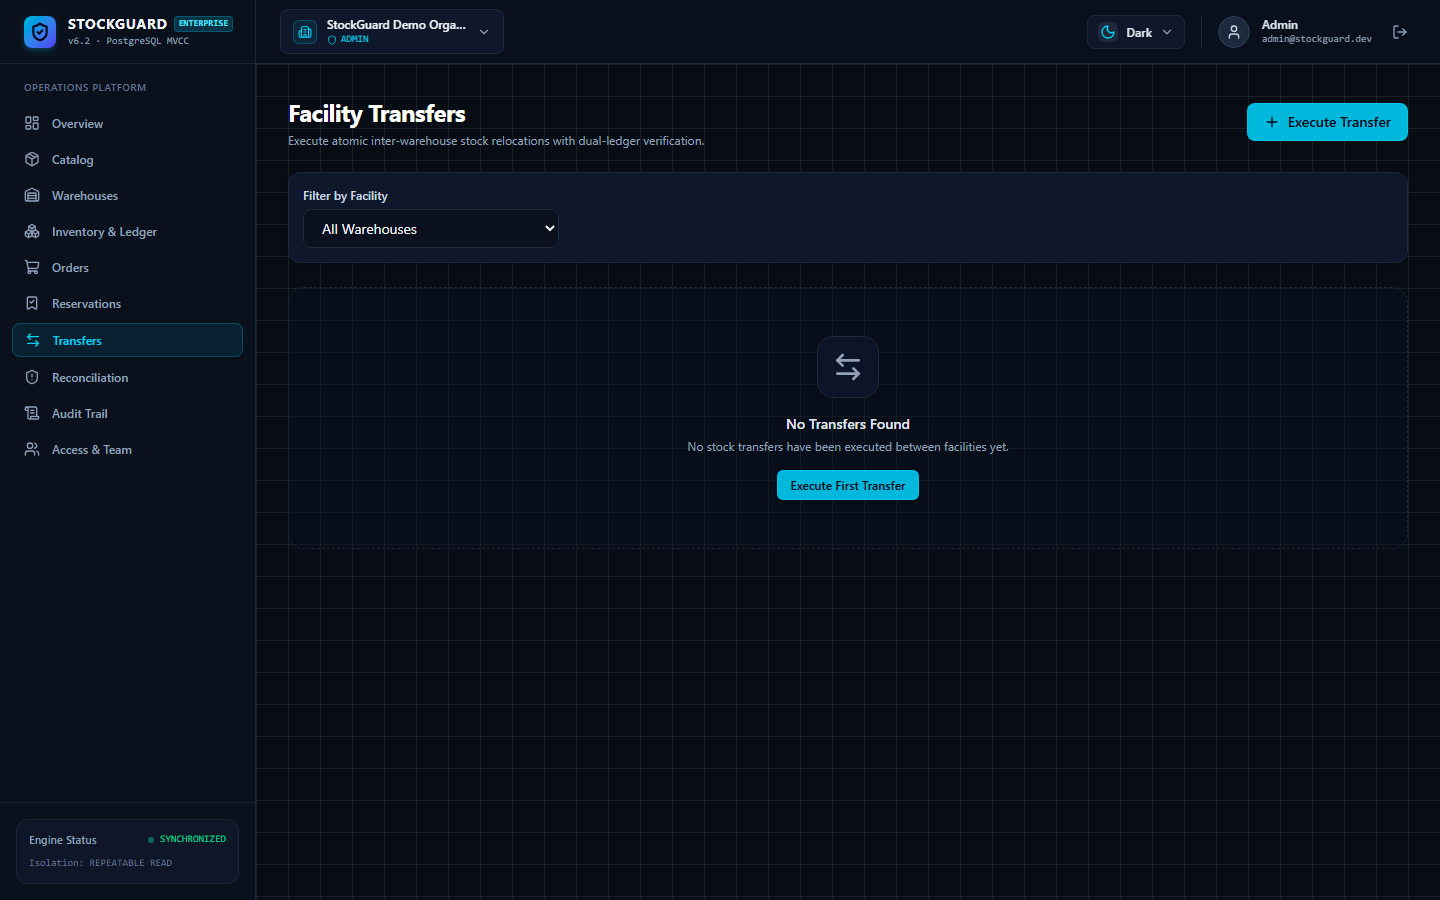 STOCKGUARD ENTERPRISE
v6.2 · PostgreSQL MVCC
StockGuard Demo Orga...
ADMIN
Dark
Admin
admin@stockguard.dev
OPERATIONS PLATFORM
Overview
Catalog
Warehouses
Inventory & Ledger
Orders
Reservations
Transfers
Reconciliation
Audit Trail
Access & Team
Engine Status
SYNCHRONIZED
Isolation: REPEATABLE READ
Facility Transfers
Execute atomic inter-warehouse stock relocations with dual-ledger verification.
Execute Transfer
Filter by Facility
All Warehouses
No Transfers Found
No stock transfers have been executed between facilities yet.
Execute First Transfer